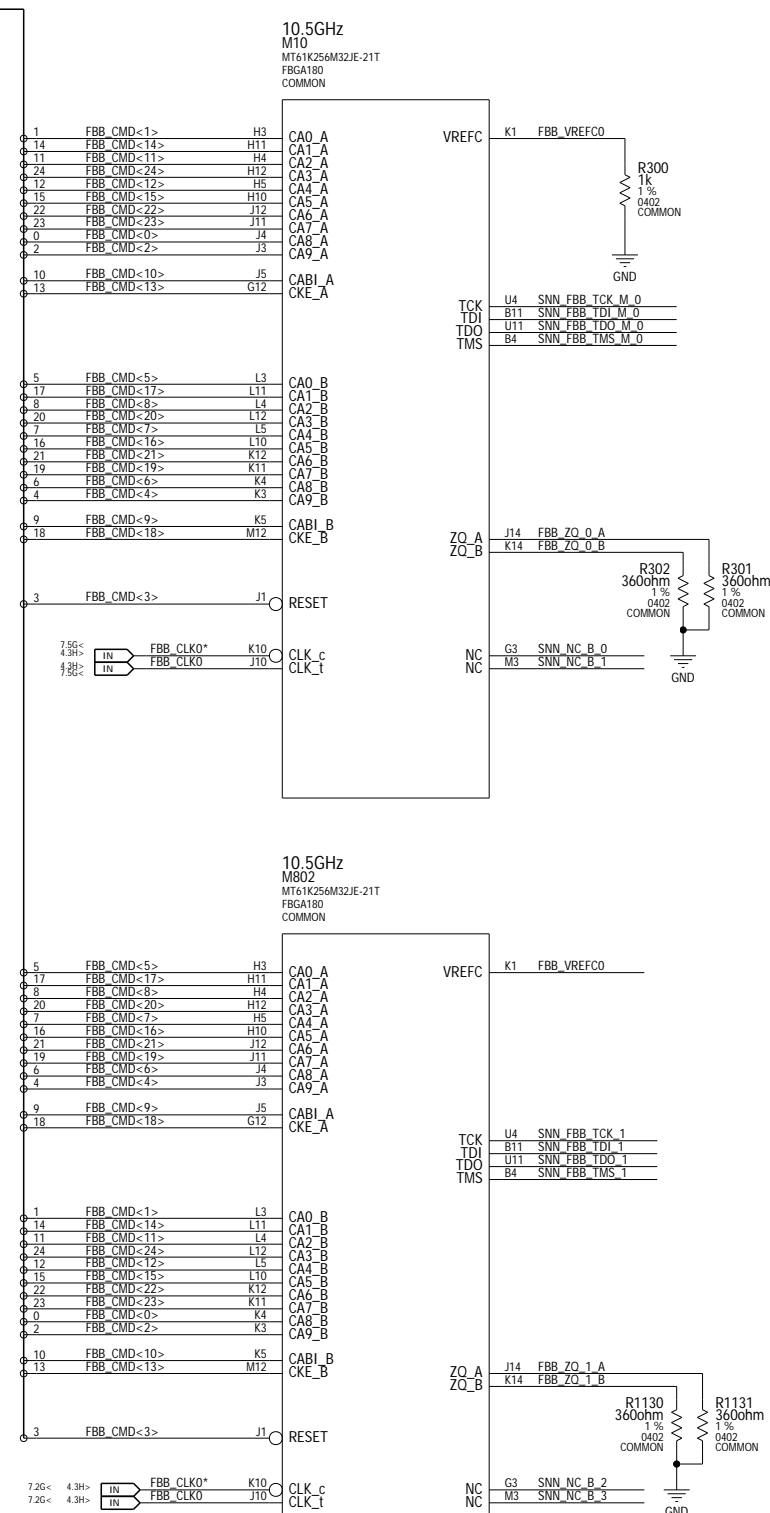 10.5GHz
M10
MT61K256M32JE-21T
FBGA180
COMMON
1 FBB_CMD<1> H3 CA0_A
14 FBB_CMD<14> H11 CA1_A
11 FBB_CMD<11> H4 CA2_A
24 FBB_CMD<24> H12 CA3_A
12 FBB_CMD<12> H5 CA4_A
15 FBB_CMD<15> H10 CA5_A
22 FBB_CMD<22> J12 CA6_A
23 FBB_CMD<23> J11 CA7_A
0 FBB_CMD<0> J4 CA8_A
2 FBB_CMD<2> J3 CA9_A
10 FBB_CMD<10> J5 CABI_A
13 FBB_CMD<13> G12 CKE_A
VREFC K1 FBB_VREFC0
R300
1k
1 %
0402
COMMON
GND
TCK U4 SNN_FBB_TCK_M_0
TDI B11 SNN_FBB_TDI_M_0
TDO U11 SNN_FBB_TDO_M_0
TMS B4 SNN_FBB_TMS_M_0
5 FBB_CMD<5> L3 CA0_B
17 FBB_CMD<17> L11 CA1_B
8 FBB_CMD<8> L4 CA2_B
20 FBB_CMD<20> L12 CA3_B
7 FBB_CMD<7> L5 CA4_B
16 FBB_CMD<16> L10 CA5_B
21 FBB_CMD<21> K12 CA6_B
19 FBB_CMD<19> K11 CA7_B
6 FBB_CMD<6> K4 CA8_B
4 FBB_CMD<4> K3 CA9_B
9 FBB_CMD<9> K5 CABI_B
18 FBB_CMD<18> M12 CKE_B
ZQ_A J14 FBB_ZQ_0_A
ZQ_B K14 FBB_ZQ_0_B
R302
360ohm
1 %
0402
COMMON
R301
360ohm
1 %
0402
COMMON
GND
3 FBB_CMD<3> J1 RESET
7.5G<
4.3H> IN FBB_CLK0* K10 CLK_c
4.3H> IN FBB_CLK0 J10 CLK_t
7.5G<
NC G3 SNN_NC_B_0
NC M3 SNN_NC_B_1
10.5GHz
M802
MT61K256M32JE-21T
FBGA180
COMMON
5 FBB_CMD<5> H3 CA0_A
17 FBB_CMD<17> H11 CA1_A
8 FBB_CMD<8> H4 CA2_A
20 FBB_CMD<20> H12 CA3_A
7 FBB_CMD<7> H5 CA4_A
16 FBB_CMD<16> H10 CA5_A
21 FBB_CMD<21> J12 CA6_A
19 FBB_CMD<19> J11 CA7_A
6 FBB_CMD<6> J4 CA8_A
4 FBB_CMD<4> J3 CA9_A
9 FBB_CMD<9> J5 CABI_A
18 FBB_CMD<18> G12 CKE_A
VREFC K1 FBB_VREFC0
TCK U4 SNN_FBB_TCK_1
TDI B11 SNN_FBB_TDI_1
TDO U11 SNN_FBB_TDO_1
TMS B4 SNN_FBB_TMS_1
1 FBB_CMD<1> L3 CA0_B
14 FBB_CMD<14> L11 CA1_B
11 FBB_CMD<11> L4 CA2_B
24 FBB_CMD<24> L12 CA3_B
12 FBB_CMD<12> L5 CA4_B
15 FBB_CMD<15> L10 CA5_B
22 FBB_CMD<22> K12 CA6_B
23 FBB_CMD<23> K11 CA7_B
0 FBB_CMD<0> K4 CA8_B
2 FBB_CMD<2> K3 CA9_B
10 FBB_CMD<10> K5 CABI_B
13 FBB_CMD<13> M12 CKE_B
ZQ_A J14 FBB_ZQ_1_A
ZQ_B K14 FBB_ZQ_1_B
R1130
360ohm
1 %
0402
COMMON
R1131
360ohm
1 %
0402
COMMON
GND
3 FBB_CMD<3> J1 RESET
7.2G< 4.3H> IN FBB_CLK0* K10 CLK_c
7.2G< 4.3H> IN FBB_CLK0 J10 CLK_t
NC G3 SNN_NC_B_2
NC M3 SNN_NC_B_3